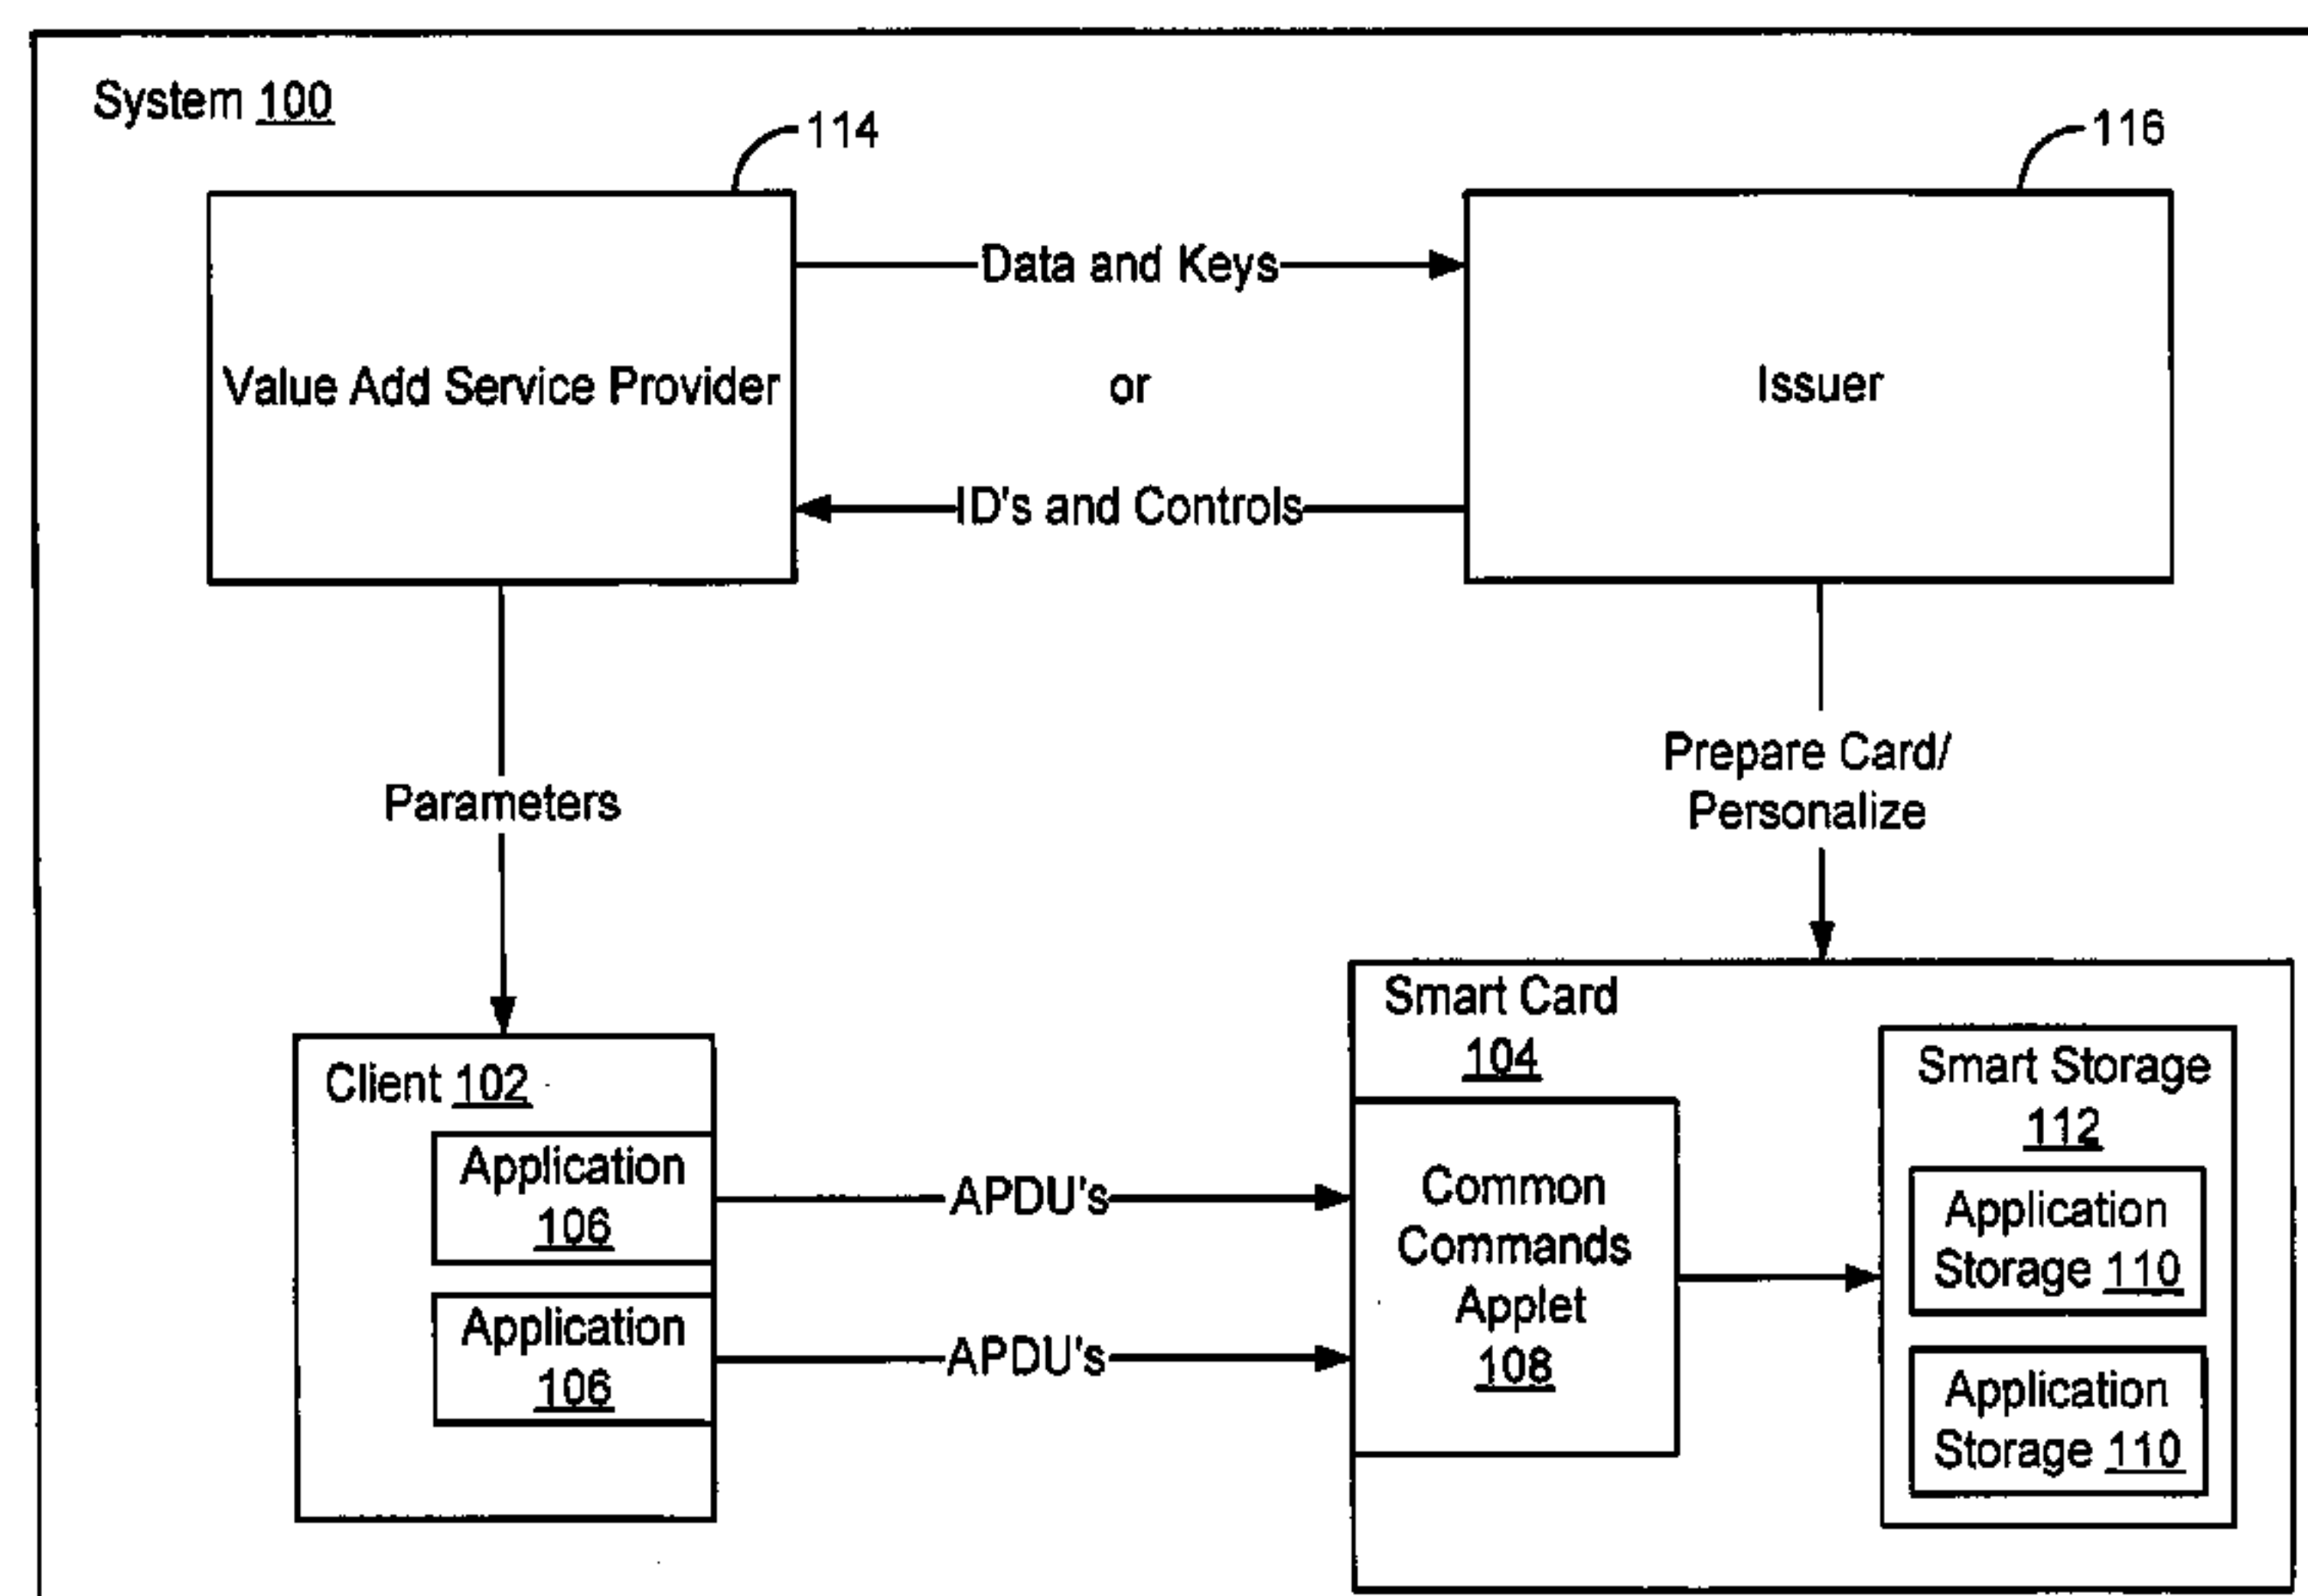 System 100
114
116
Value Add Service Provider
Data and Keys
or
ID's and Controls
Issuer
Parameters
Prepare Card/
Personalize
Client 102
Application
106
Application
106
APDU's
APDU's
Smart Card
104
Common
Commands
Applet
108
Smart Storage
112
Application
Storage 110
Application
Storage 110